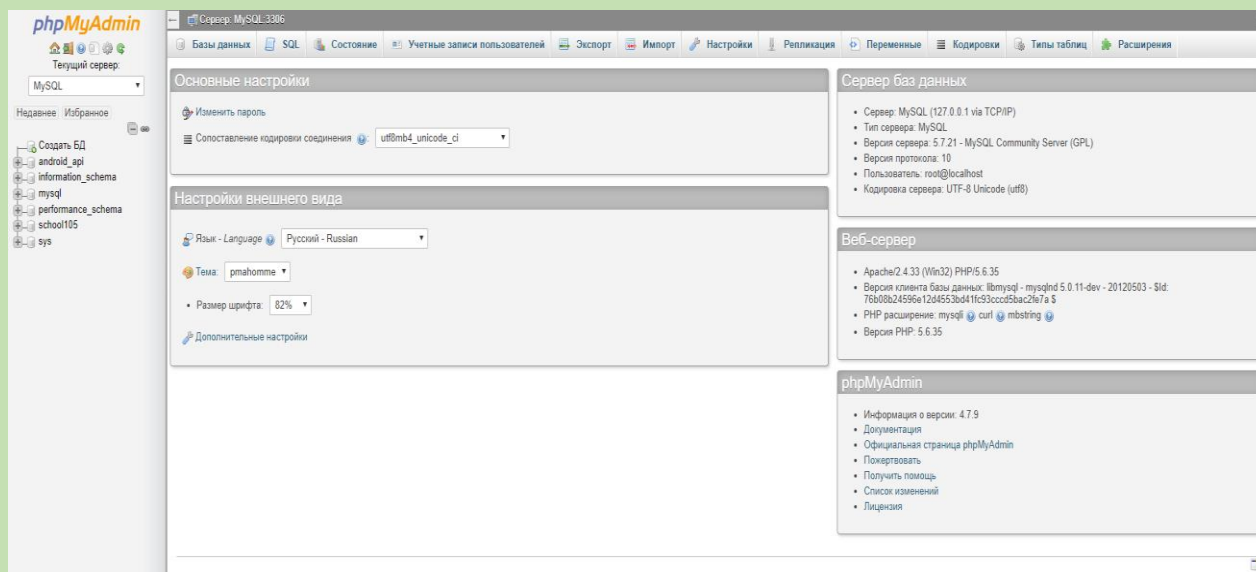 phpMyAdmin
Текущий сервер:
MySQL
Недавнее Избранное
Создать БД
android_api
information_schema
mysql
performance_schema
school105
sys
Сервер: MySQL:3306
Базы данных SQL Состояние Учетные записи пользователей Экспорт Импорт Настройки Репликация Переменные Кодировки Типы таблиц Расширения
Основные настройки
Изменить пароль
Сопоставление кодировки соединения : utf8mb4_unicode_ci
Настройки внешнего вида
Язык - Language Русский - Russian
Тема: pmahomme
• Размер шрифта: 82%
Дополнительные настройки
Сервер баз данных
• Сервер: MySQL (127.0.0.1 via TCP/IP)
• Тип сервера: MySQL
• Версия сервера: 5.7.21 - MySQL Community Server (GPL)
• Версия протокола: 10
• Пользователь: root@localhost
• Кодировка сервера: UTF-8 Unicode (utf8)
Веб-сервер
• Apache/2.4.33 (Win32) PHP/5.6.35
• Версия клиента базы данных: libmysql - mysqlnd 5.0.11-dev - 20120503 - $Id:
76b08b24596e12d4553bd41fc93cccd5bac2fe7a $
• PHP расширение: mysqli curl mbstring
• Версия PHP: 5.6.35
phpMyAdmin
• Информация о версии: 4.7.9
• Документация
• Официальная страница phpMyAdmin
• Пожертвовать
• Получить помощь
• Список изменений
• Лицензия